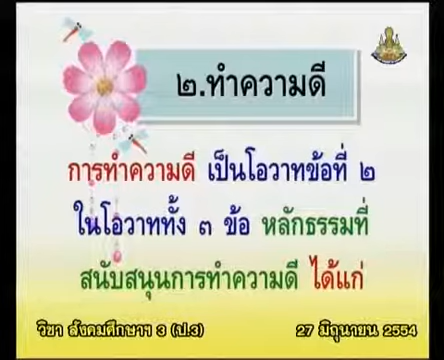 ๒.ทำความดี
การทำความดี เป็นโอวาทข้อที่ ๒
ในโอวาททั้ง ๓ ข้อ หลักธรรมที่
สนับสนุนการทำความดี ได้แก่
วิชา สังคมศึกษาฯ 3 (ป.3) 27 มิถุนายน 2554